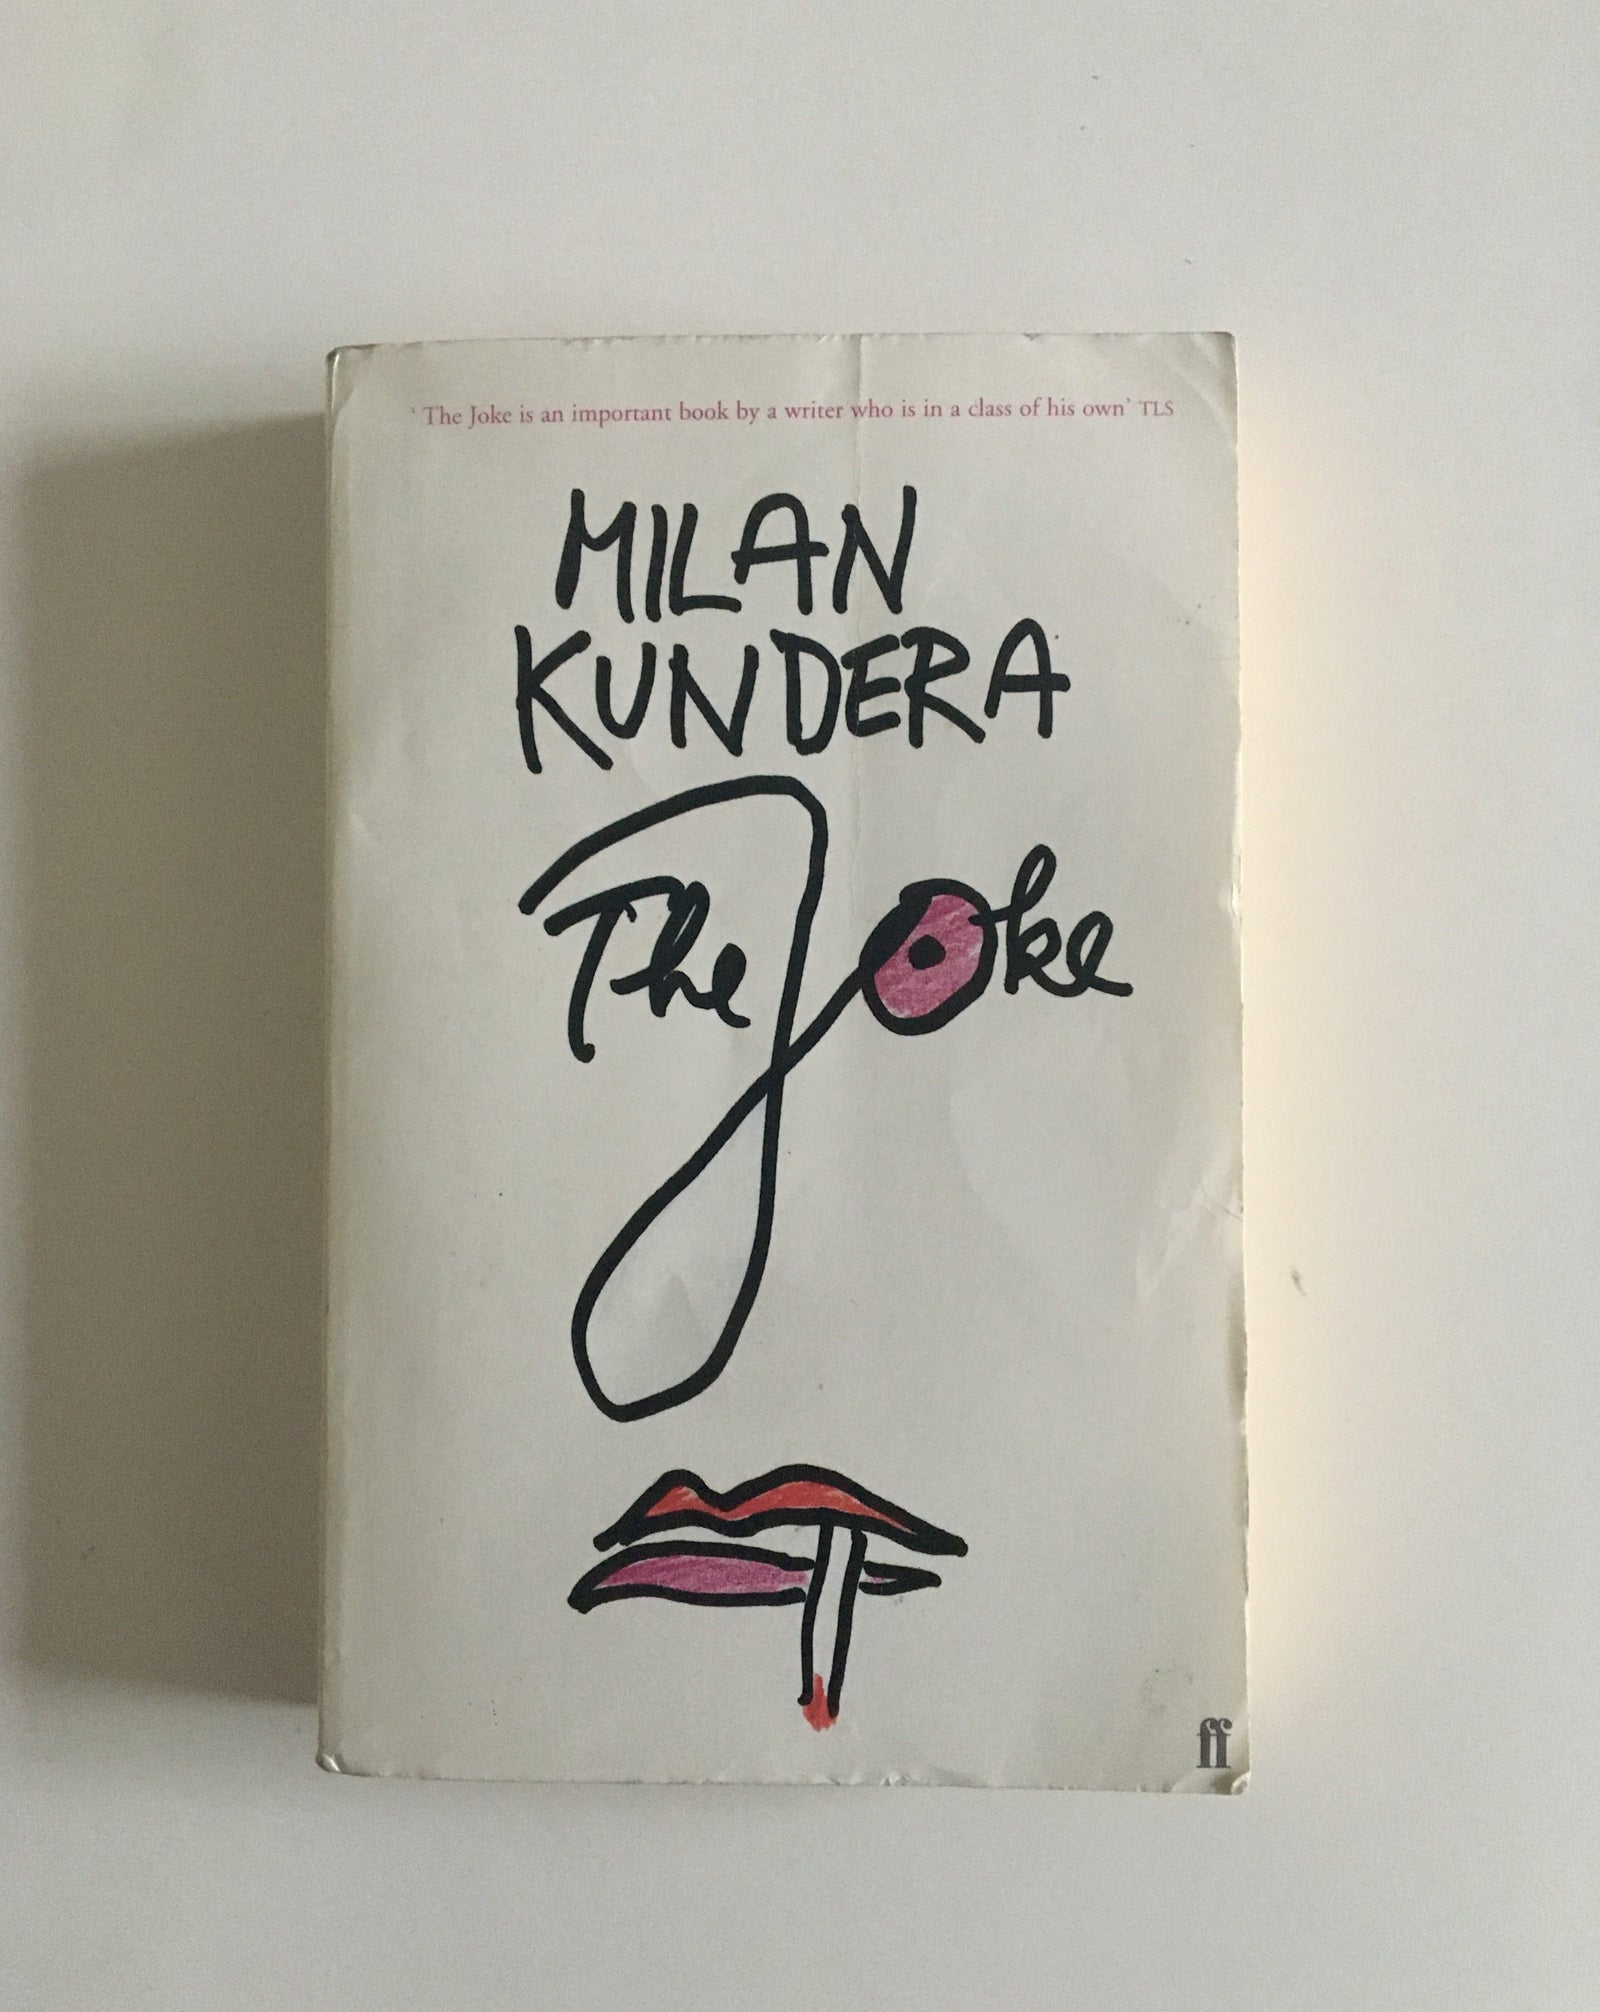 ‘The Joke is an important book by a writer who is in a class of his own’ TLS
MILAN
KUNDERA
The Joke
ff